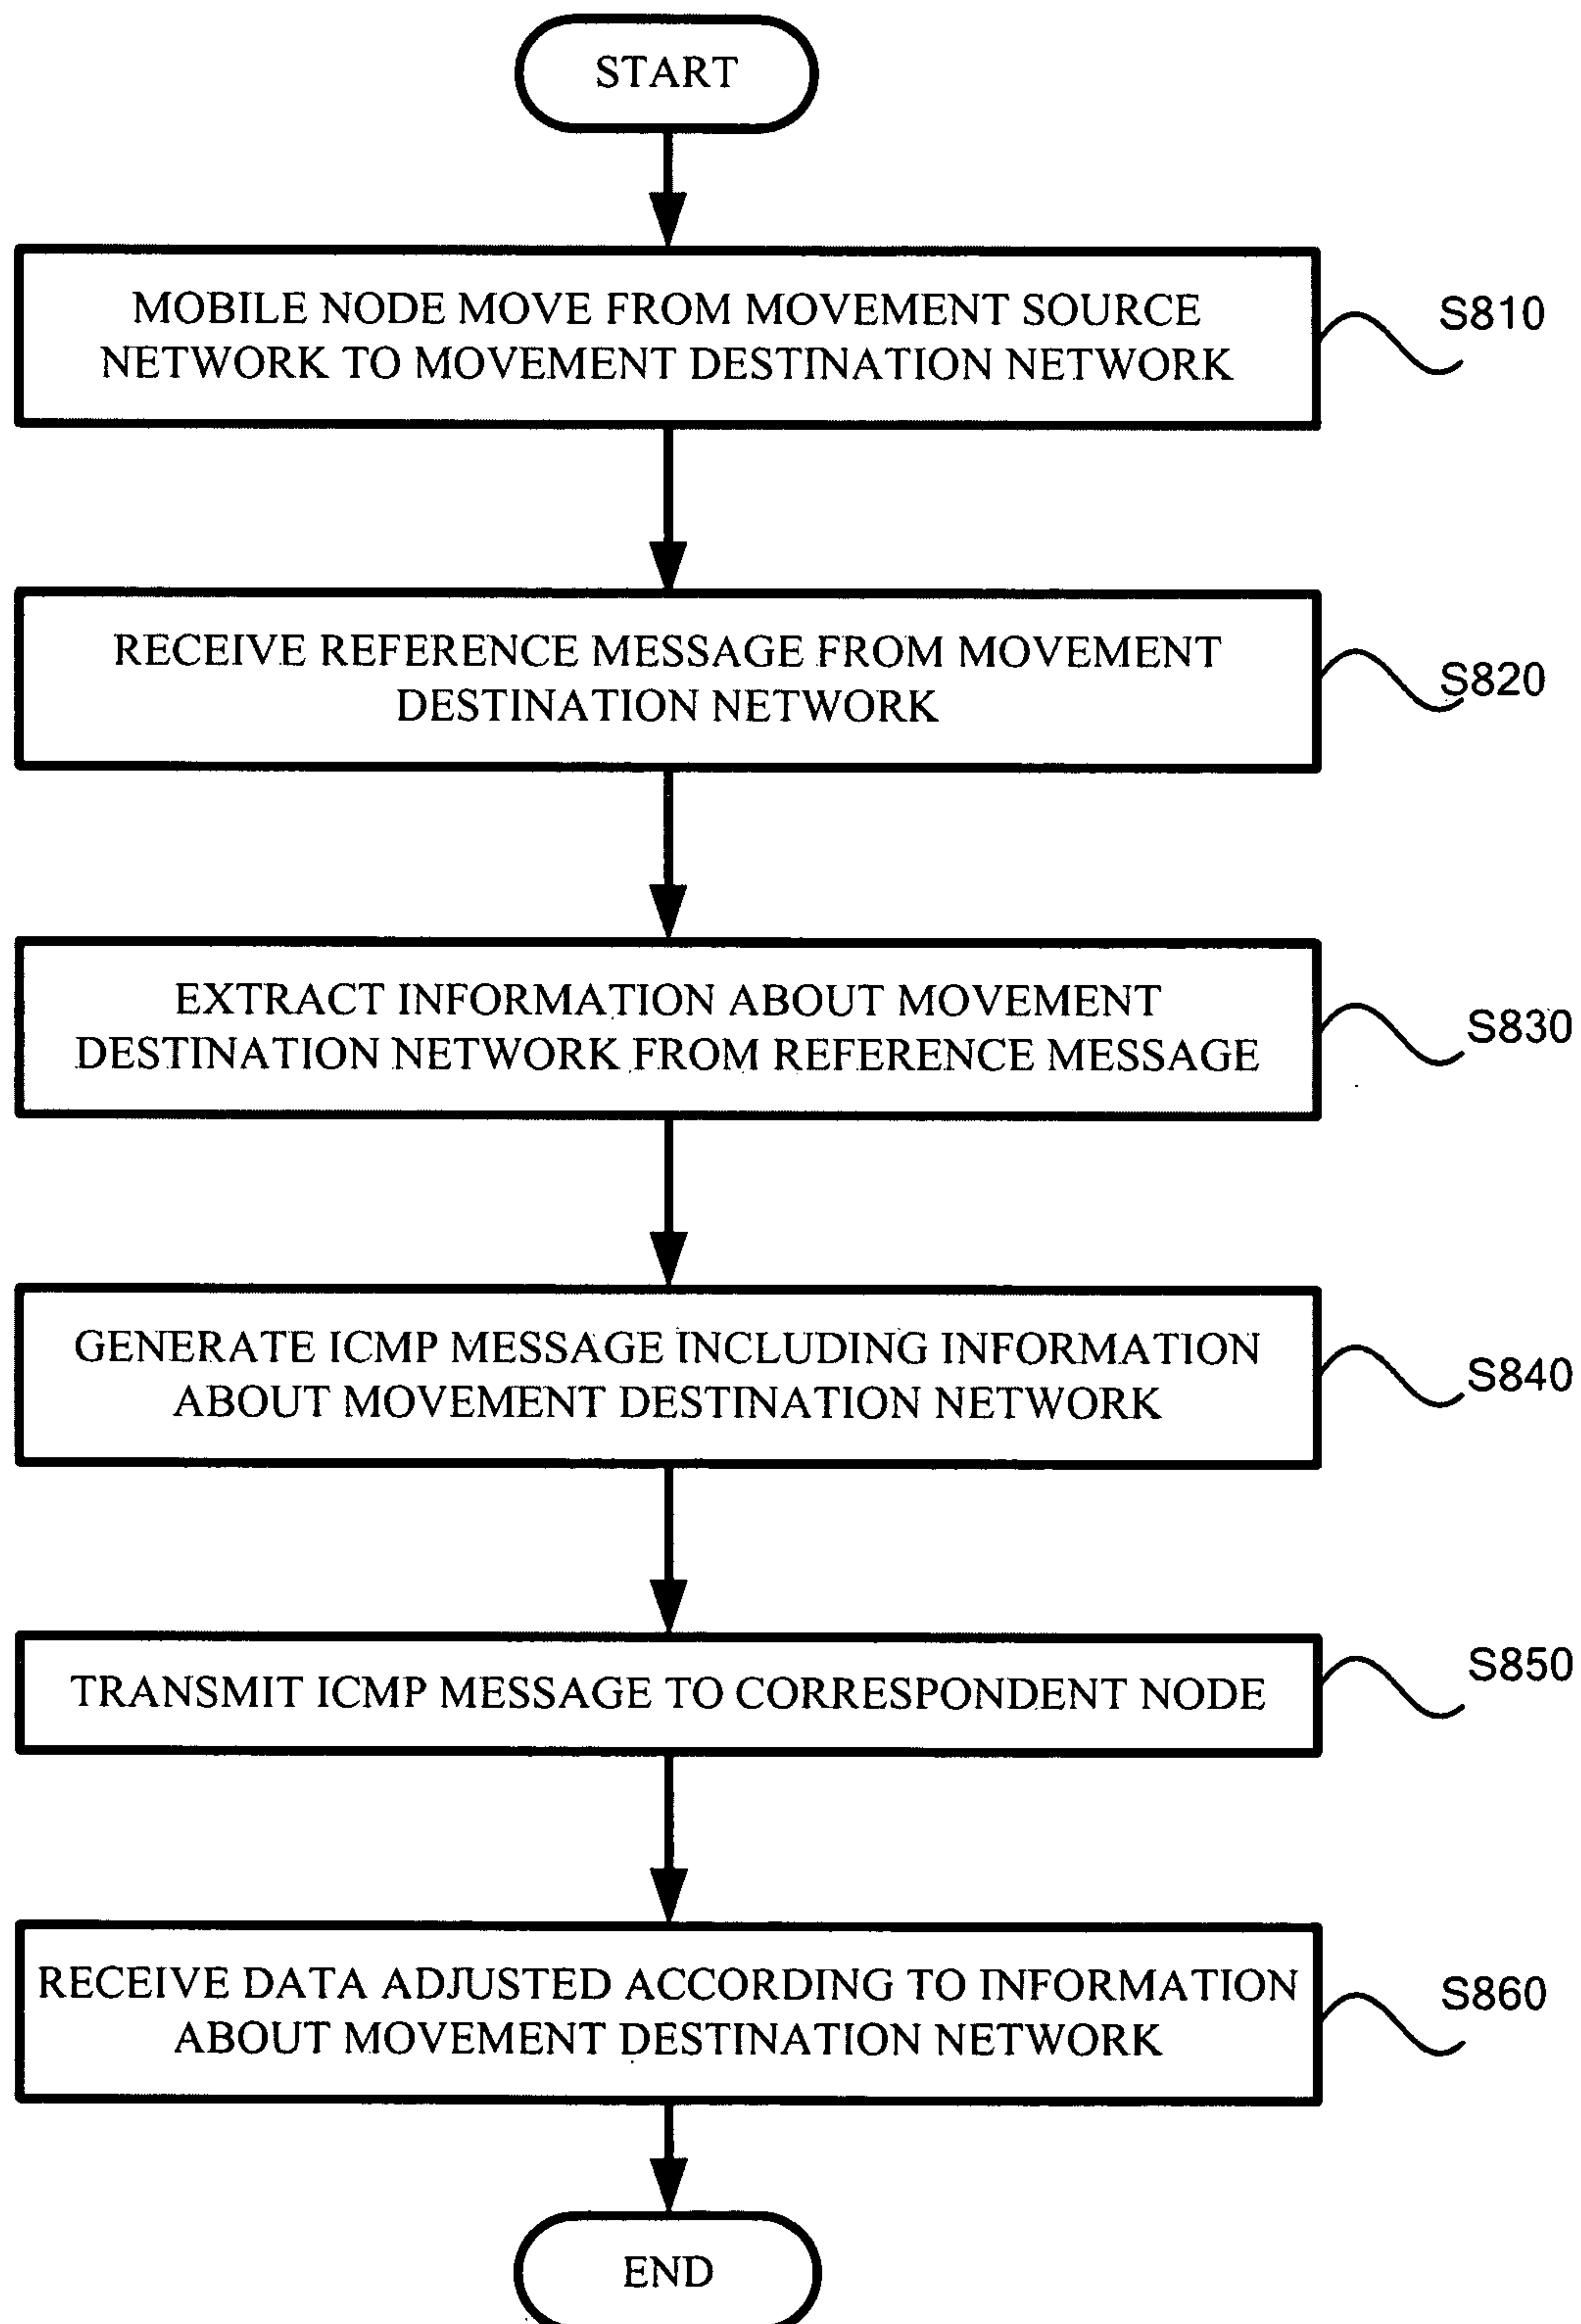 START
MOBILE NODE MOVE FROM MOVEMENT SOURCE
NETWORK TO MOVEMENT DESTINATION NETWORK
S810
RECEIVE REFERENCE MESSAGE FROM MOVEMENT
DESTINATION NETWORK
S820
EXTRACT INFORMATION ABOUT MOVEMENT
DESTINATION NETWORK FROM REFERENCE MESSAGE
S830
GENERATE ICMP MESSAGE INCLUDING INFORMATION
ABOUT MOVEMENT DESTINATION NETWORK
S840
TRANSMIT ICMP MESSAGE TO CORRESPONDENT NODE
S850
RECEIVE DATA ADJUSTED ACCORDING TO INFORMATION
ABOUT MOVEMENT DESTINATION NETWORK
S860
END